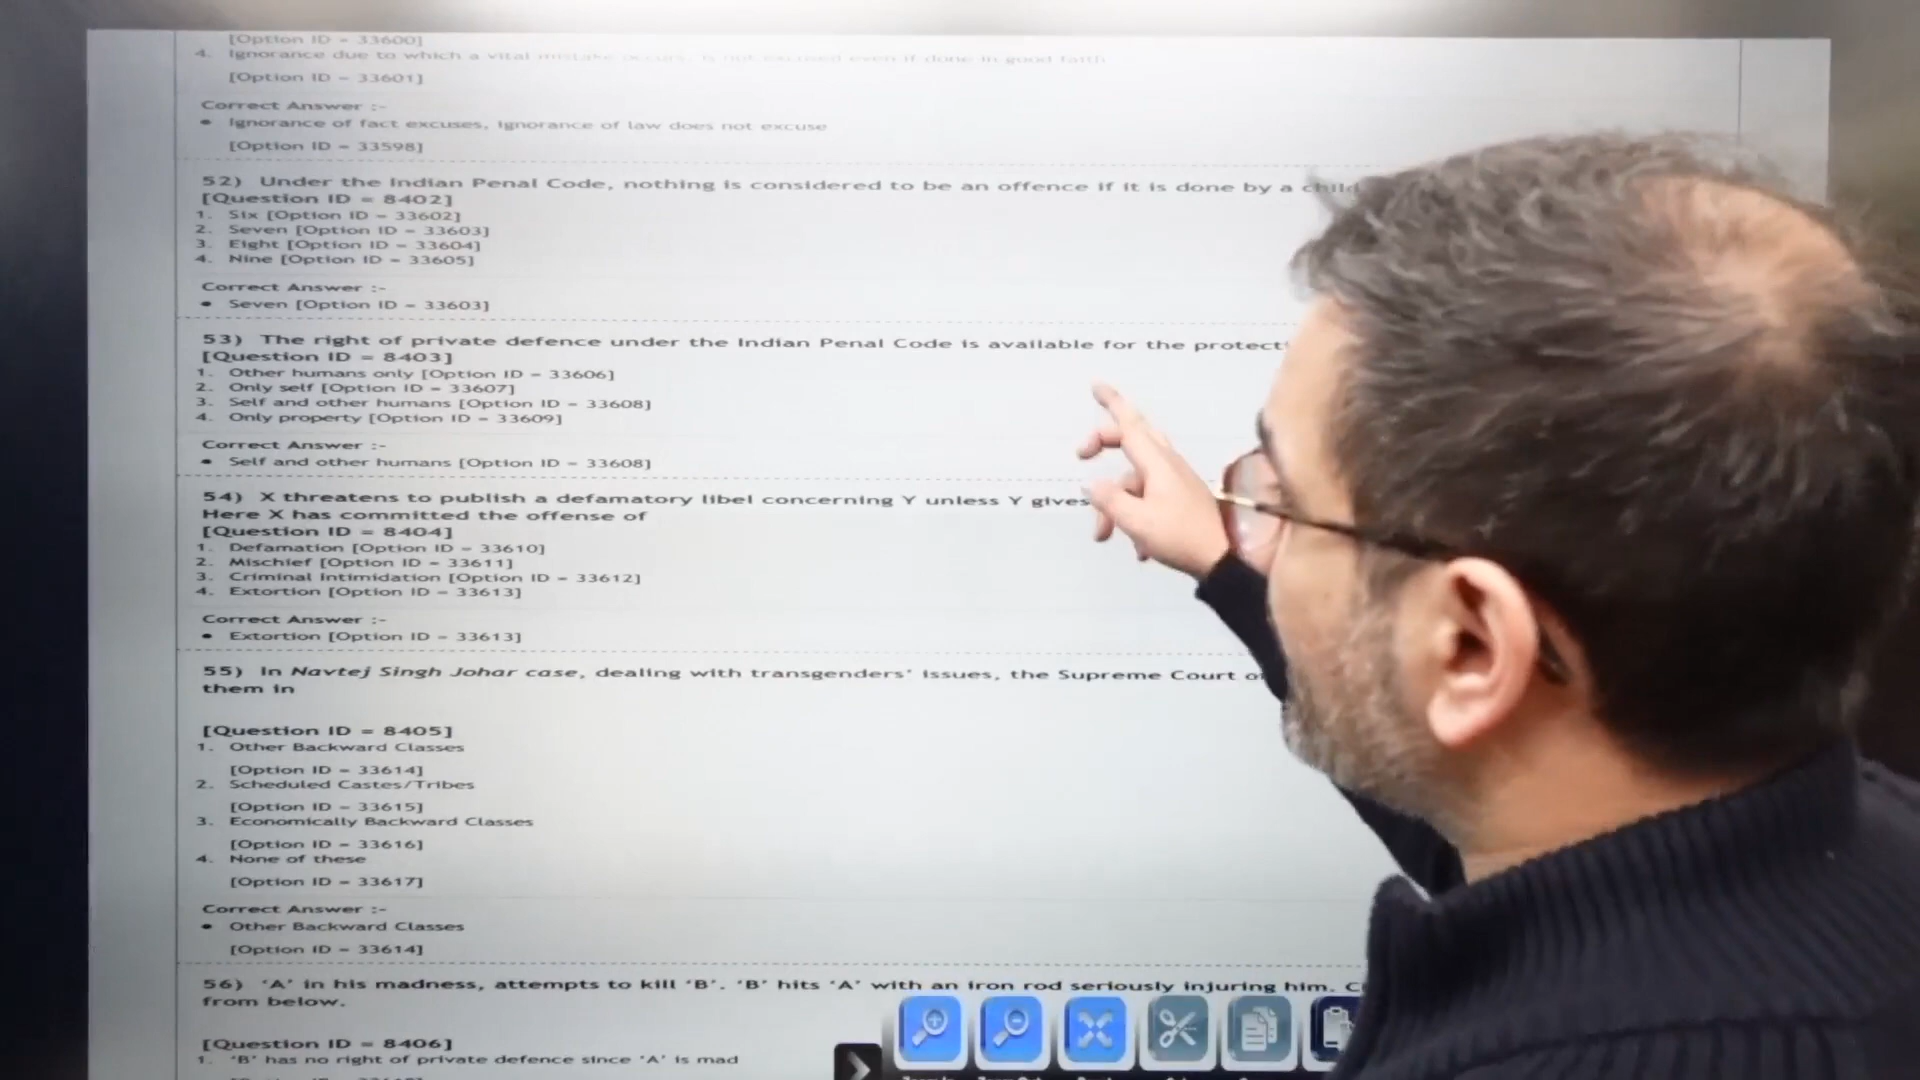 [Option ID = 33600]
4. Ignorance due to which a vital mistake occurs, is not excused even if done in good faith
[Option ID = 33601]
Correct Answer :-
• Ignorance of fact excuses, ignorance of law does not excuse
[Option ID = 33598]
52) Under the Indian Penal Code, nothing is considered to be an offence if it is done by a child
[Question ID = 8402]
1. Six [Option ID = 33602]
2. Seven [Option ID = 33603]
3. Eight [Option ID = 33604]
4. Nine [Option ID = 33605]
Correct Answer :-
• Seven [Option ID = 33603]
53) The right of private defence under the Indian Penal Code is available for the protect
[Question ID = 8403]
1. Other humans only [Option ID = 33606]
2. Only self [Option ID = 33607]
3. Self and other humans [Option ID = 33608]
4. Only property [Option ID = 33609]
Correct Answer :-
• Self and other humans [Option ID = 33608]
54) X threatens to publish a defamatory libel concerning Y unless Y gives
Here X has committed the offense of
[Question ID = 8404]
1. Defamation [Option ID = 33610]
2. Mischief [Option ID = 33611]
3. Criminal Intimidation [Option ID = 33612]
4. Extortion [Option ID = 33613]
Correct Answer :-
• Extortion [Option ID = 33613]
55) In Navtej Singh Johar case, dealing with transgenders' issues, the Supreme Court of
them in
[Question ID = 8405]
1. Other Backward Classes
[Option ID = 33614]
2. Scheduled Castes/Tribes
[Option ID = 33615]
3. Economically Backward Classes
[Option ID = 33616]
4. None of these
[Option ID = 33617]
Correct Answer :-
• Other Backward Classes
[Option ID = 33614]
56) 'A' in his madness, attempts to kill 'B'. 'B' hits 'A' with an iron rod seriously injuring him.
from below.
[Question ID = 8406]
1. 'B' has no right of private defence since 'A' is mad